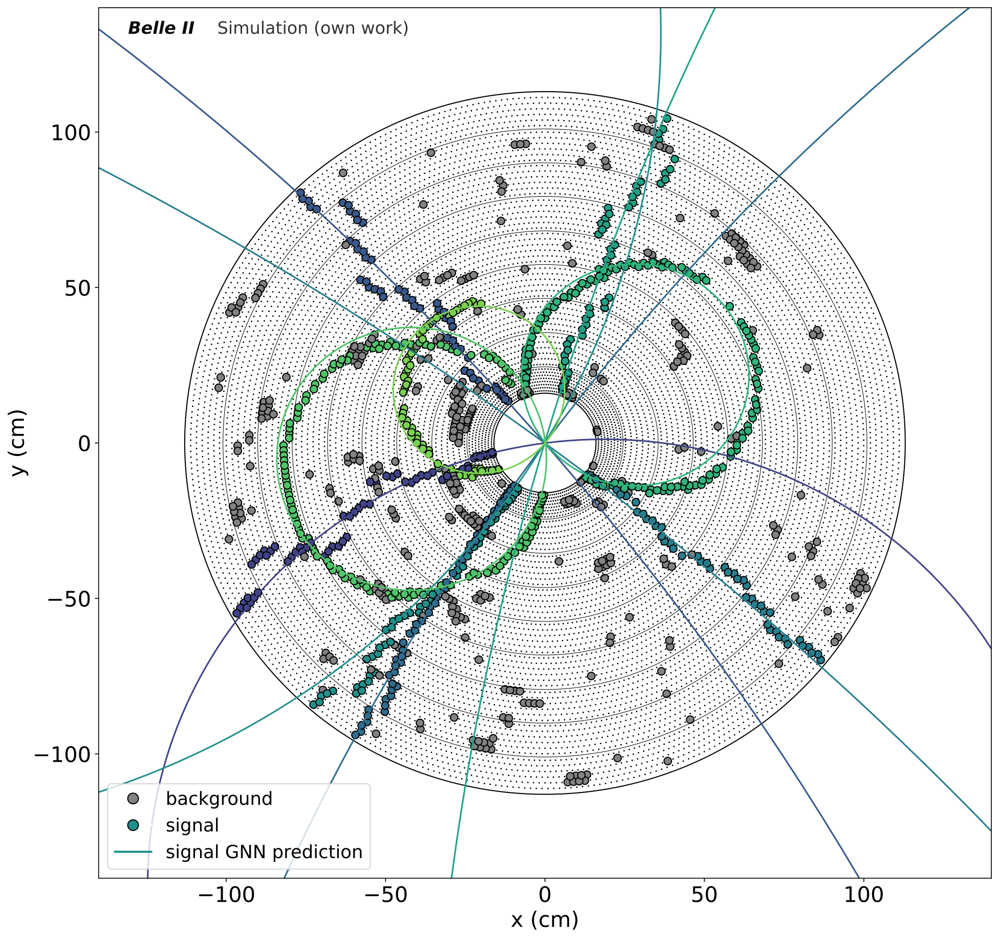 Belle II Simulation (own work)
100
50
0
−50
−100
y (cm)
background
signal
signal GNN prediction
−100 −50 0 50 100
x (cm)